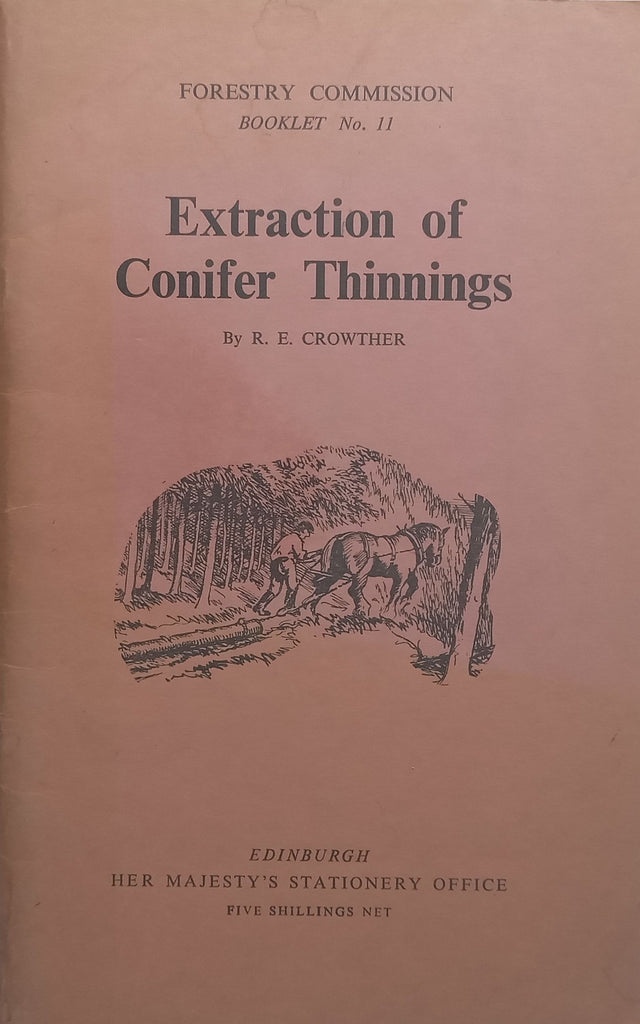 FORESTRY COMMISSION
BOOKLET No. 11
Extraction of
Conifer Thinnings
By R. E. CROWTHER
EDINBURGH
HER MAJESTY'S STATIONERY OFFICE
FIVE SHILLINGS NET